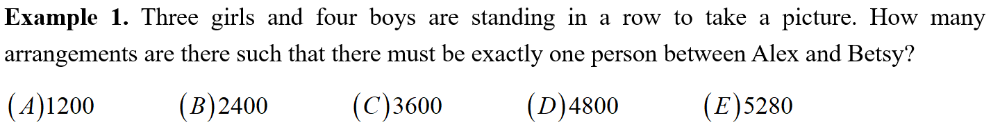 Example 1. Three girls and four boys are standing in a row to take a picture. How many
arrangements are there such that there must be exactly one person between Alex and Betsy?
(A)1200 (B)2400 (C)3600 (D)4800 (E)5280